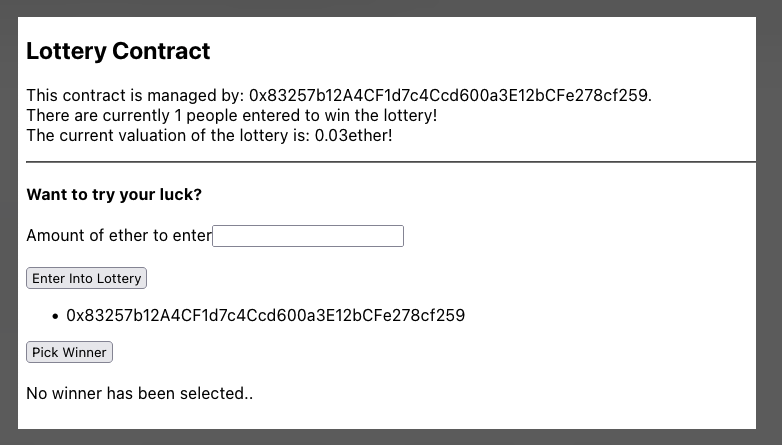 Lottery Contract
This contract is managed by: 0x83257b12A4CF1d7c4Ccd600a3E12bCFe278cf259.
There are currently 1 people entered to win the lottery!
The current valuation of the lottery is: 0.03ether!
Want to try your luck?
Amount of ether to enter
Enter Into Lottery
• 0x83257b12A4CF1d7c4Ccd600a3E12bCFe278cf259
Pick Winner
No winner has been selected..